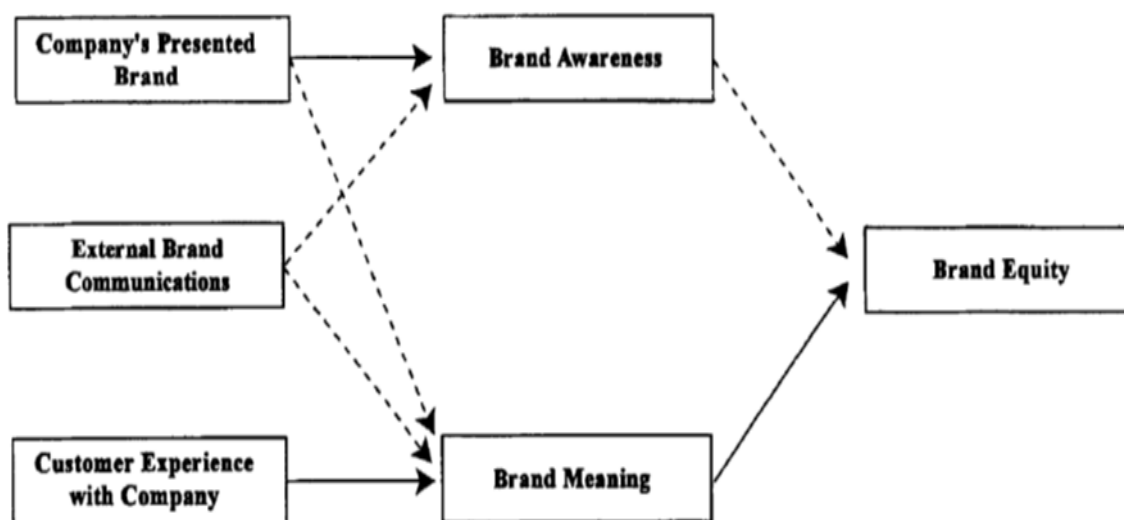 Company's Presented
Brand
Brand Awareness
External Brand
Communications
Brand Equity
Customer Experience
with Company
Brand Meaning